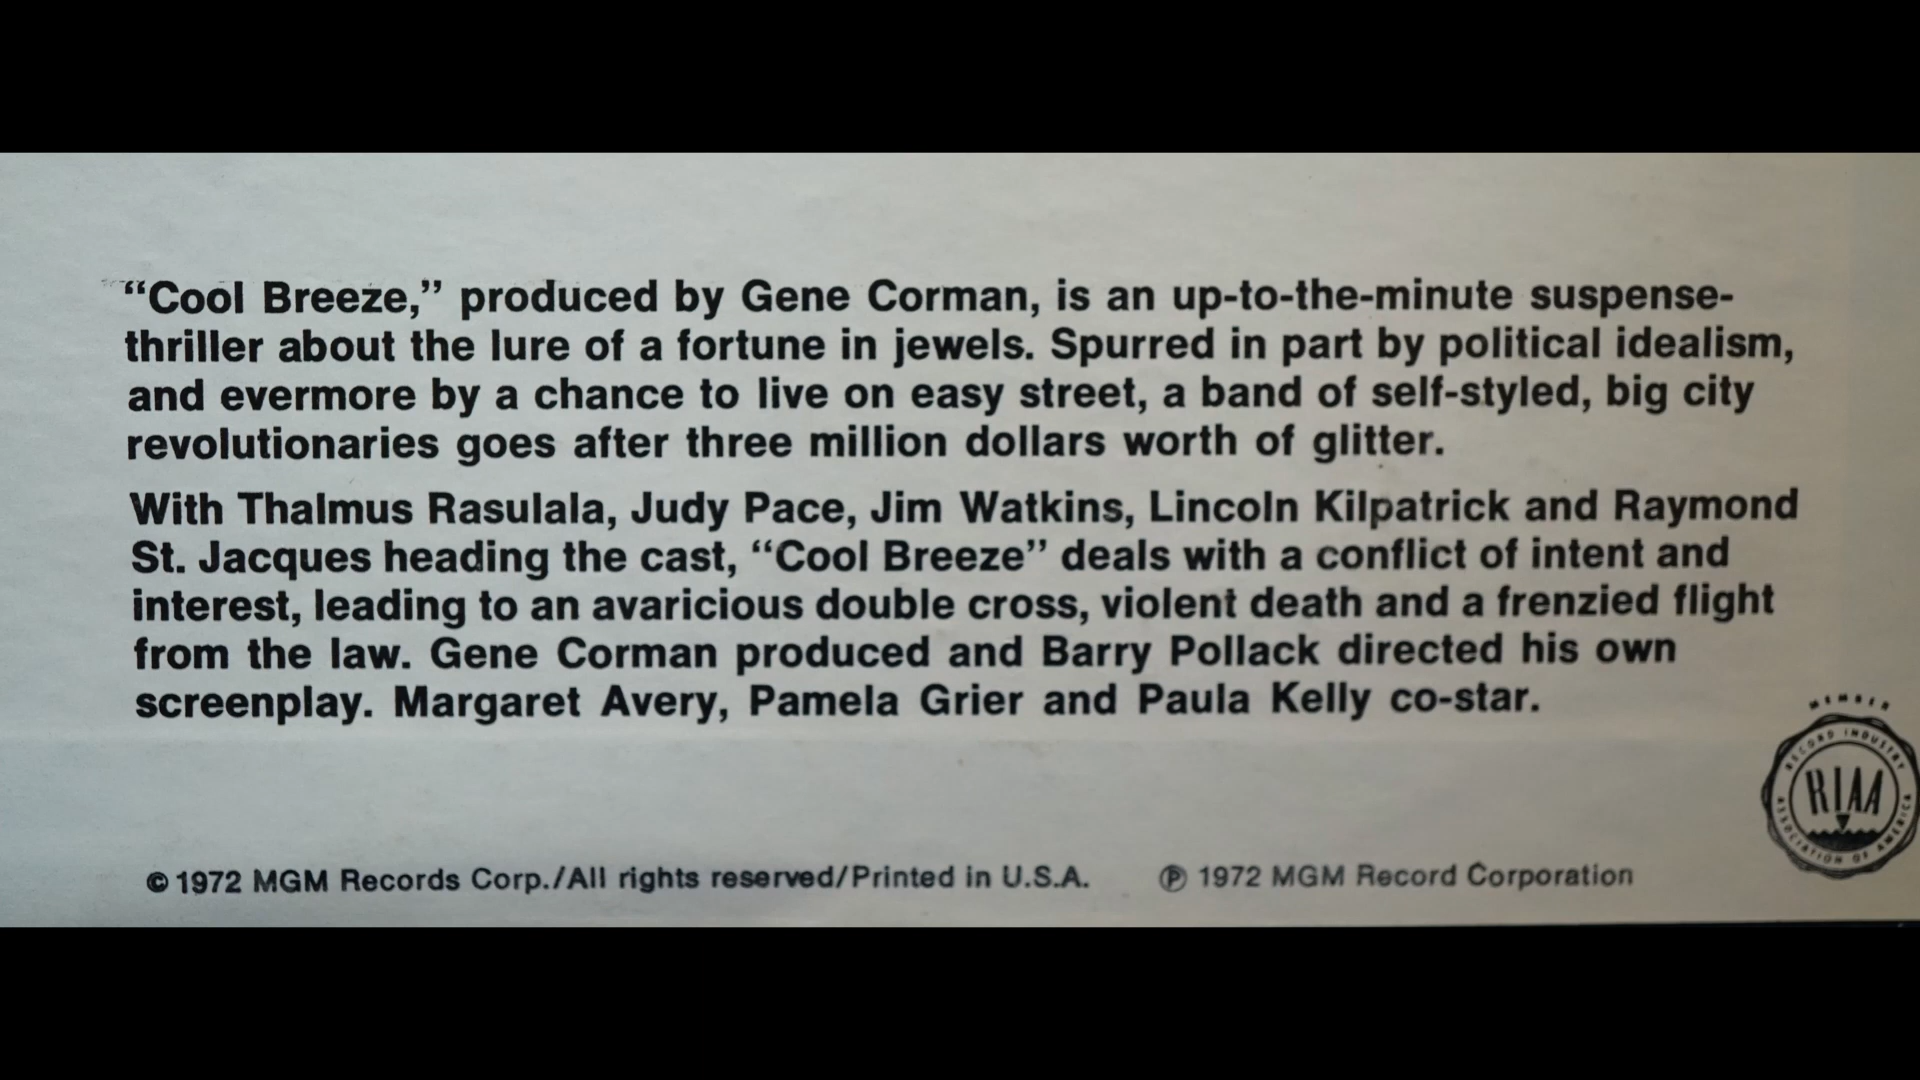 “Cool Breeze,” produced by Gene Corman, is an up-to-the-minute suspense-
thriller about the lure of a fortune in jewels. Spurred in part by political idealism,
and evermore by a chance to live on easy street, a band of self-styled, big city
revolutionaries goes after three million dollars worth of glitter.
With Thalmus Rasulala, Judy Pace, Jim Watkins, Lincoln Kilpatrick and Raymond
St. Jacques heading the cast, “Cool Breeze” deals with a conflict of intent and
interest, leading to an avaricious double cross, violent death and a frenzied flight
from the law. Gene Corman produced and Barry Pollack directed his own
screenplay. Margaret Avery, Pamela Grier and Paula Kelly co-star.
MEMBER
RECORD INDUSTRY
RIAA
ASSOCIATION OF AMERICA
© 1972 MGM Records Corp./All rights reserved/Printed in U.S.A. ℗ 1972 MGM Record Corporation